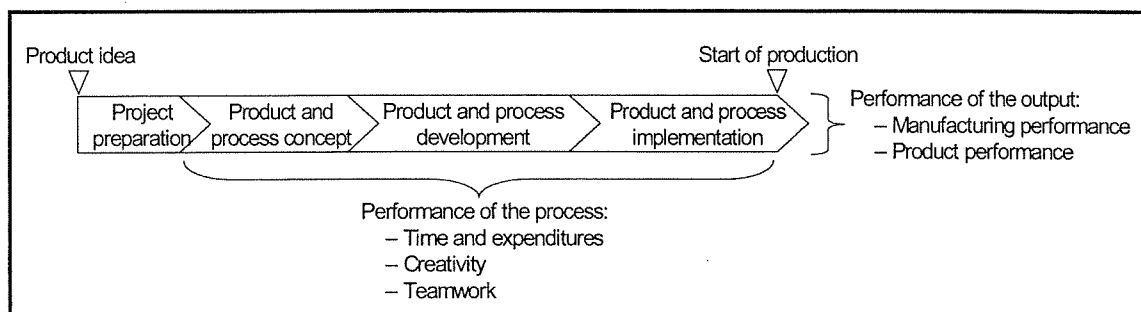 Product idea
Start of production
Project
preparation
Product and
process concept
Product and process
development
Product and process
implementation
Performance of the output:
– Manufacturing performance
– Product performance
Performance of the process:
– Time and expenditures
– Creativity
– Teamwork